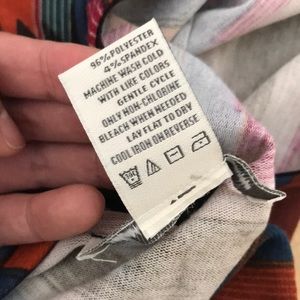 96%POLYESTER
4%SPANDEX
MACHINE WASH COLD
WITH LIKE COLORS
GENTLE CYCLE
ONLY NON-CHLORINE
BLEACH WHEN NEEDED
LAY FLAT TO DRY
COOL IRON ON REVERSE